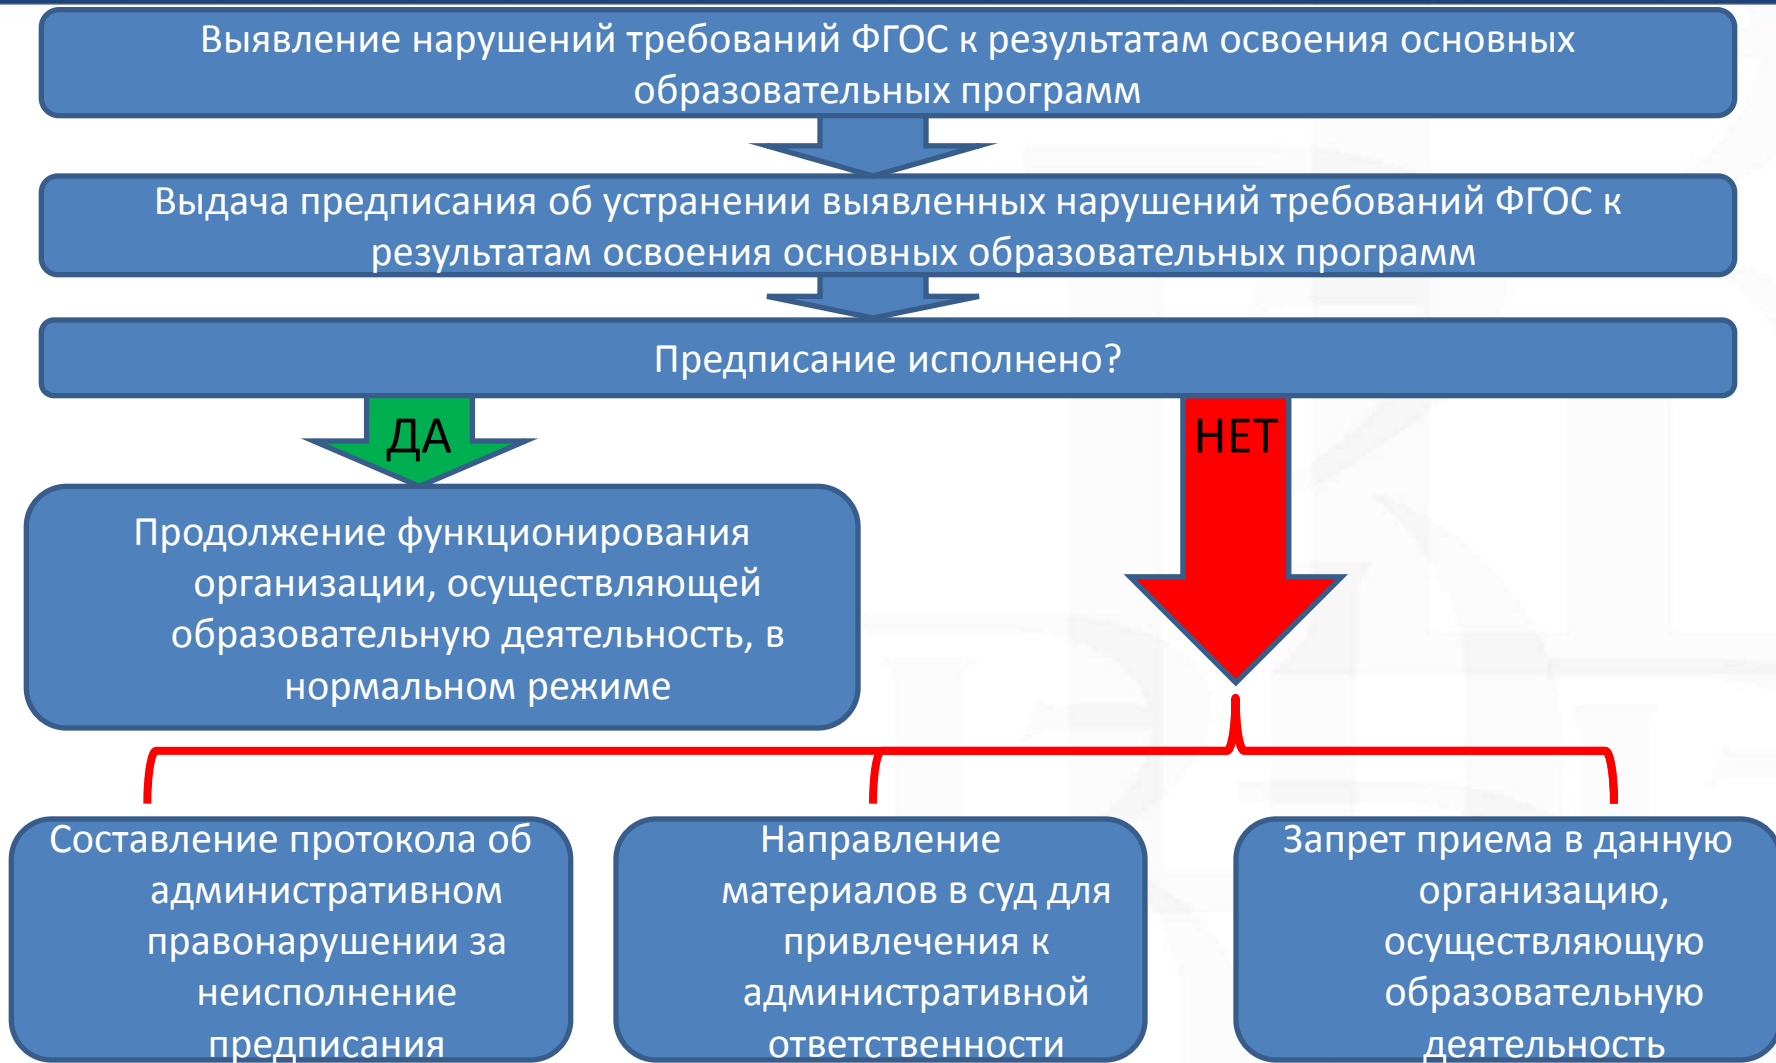 Выявление нарушений требований ФГОС к результатам освоения основных
образовательных программ
Выдача предписания об устранении выявленных нарушений требований ФГОС к
результатам освоения основных образовательных программ
Предписание исполнено?
ДА
НЕТ
Продолжение функционирования
организации, осуществляющей
образовательную деятельность, в
нормальном режиме
Составление протокола об
административном
правонарушении за
неисполнение
предписания
Направление
материалов в суд для
привлечения к
административной
ответственности
Запрет приема в данную
организацию,
осуществляющую
образовательную
деятельность